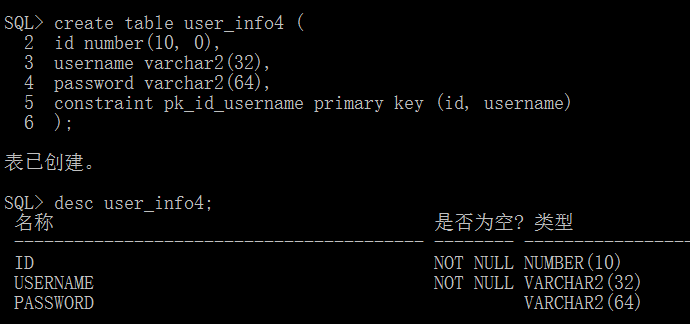 SQL> create table user_info4 (
  2  id number(10, 0),
  3  username varchar2(32),
  4  password varchar2(64),
  5  constraint pk_id_username primary key (id, username)
  6  );
表已创建。
SQL> desc user_info4;
 名称                                      是否为空? 类型
 ----------------------------------------- -------- -----------------
 ID                                        NOT NULL NUMBER(10)
 USERNAME                                  NOT NULL VARCHAR2(32)
 PASSWORD                                           VARCHAR2(64)